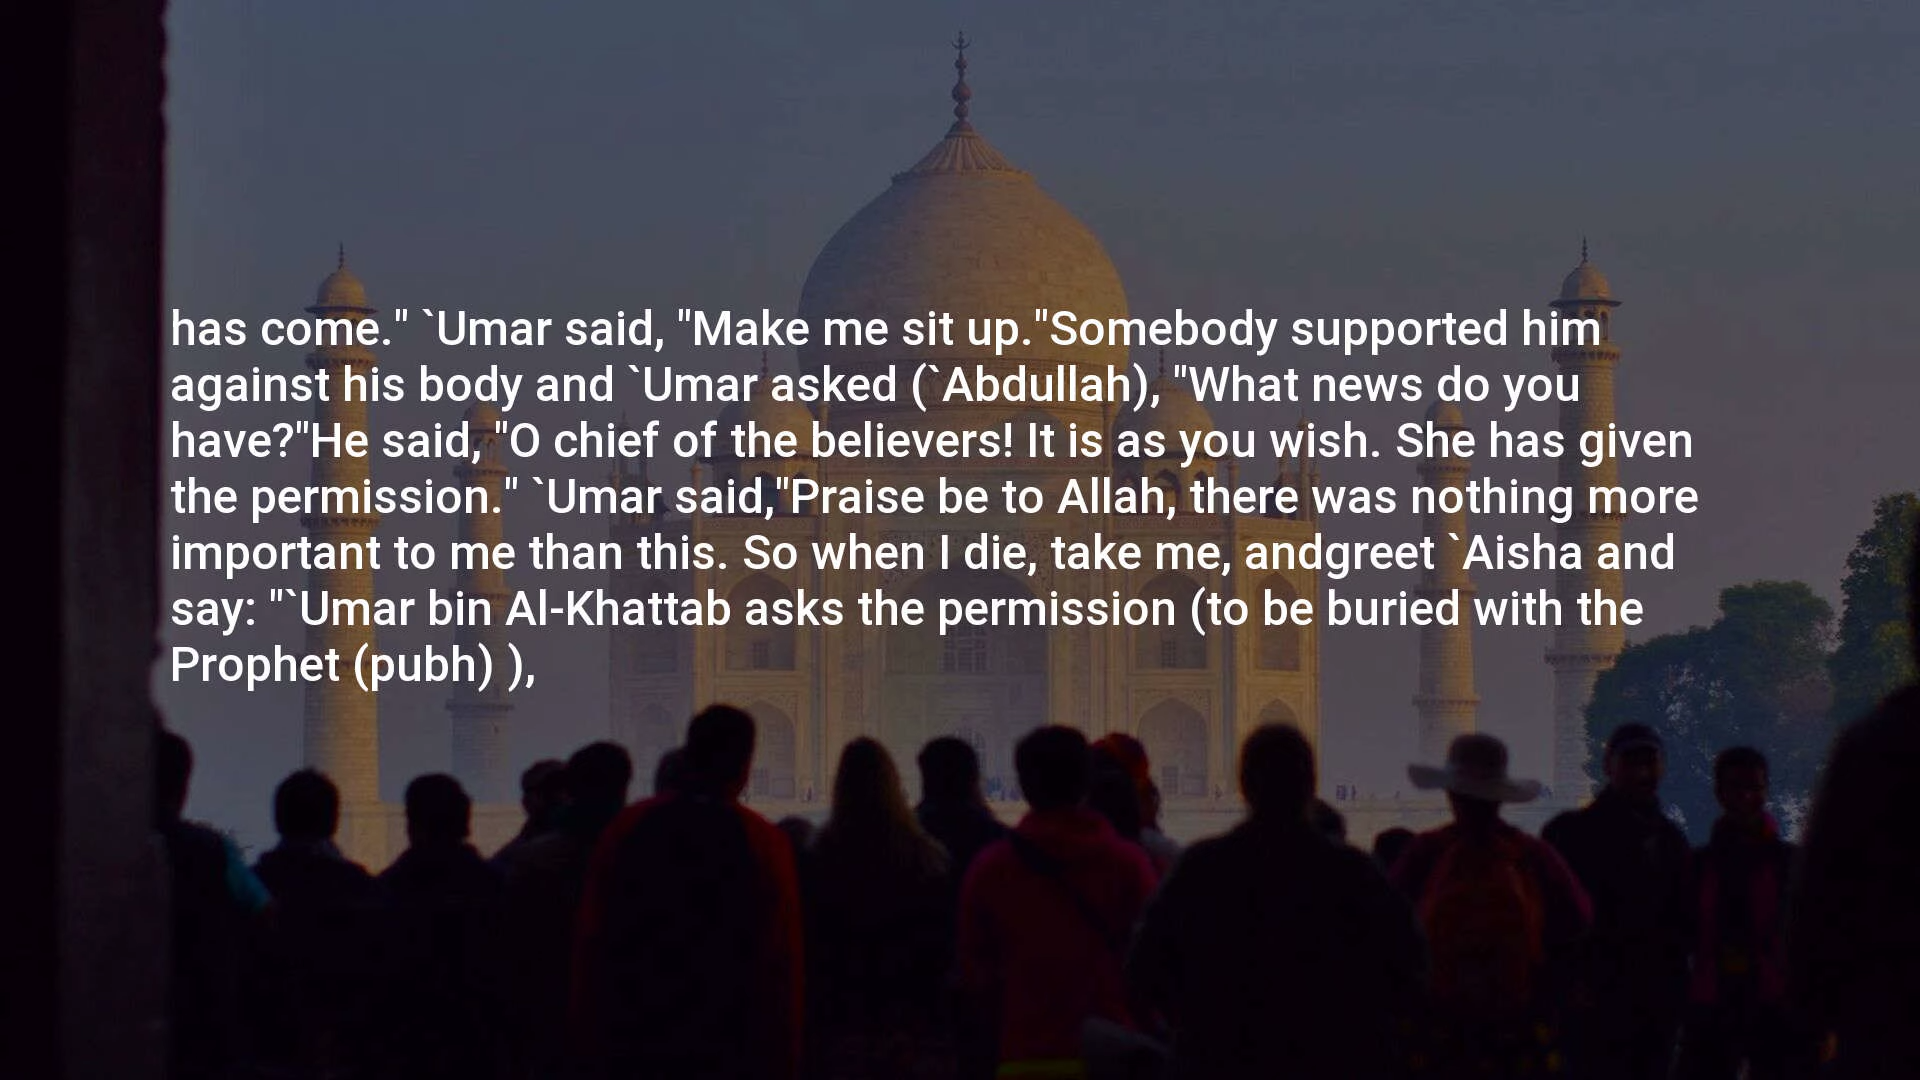 has come." `Umar said, "Make me sit up."Somebody supported him
against his body and `Umar asked (`Abdullah), "What news do you
have?"He said, "O chief of the believers! It is as you wish. She has given
the permission." `Umar said,"Praise be to Allah, there was nothing more
important to me than this. So when I die, take me, andgreet `Aisha and
say: "`Umar bin Al-Khattab asks the permission (to be buried with the
Prophet (pubh) ),